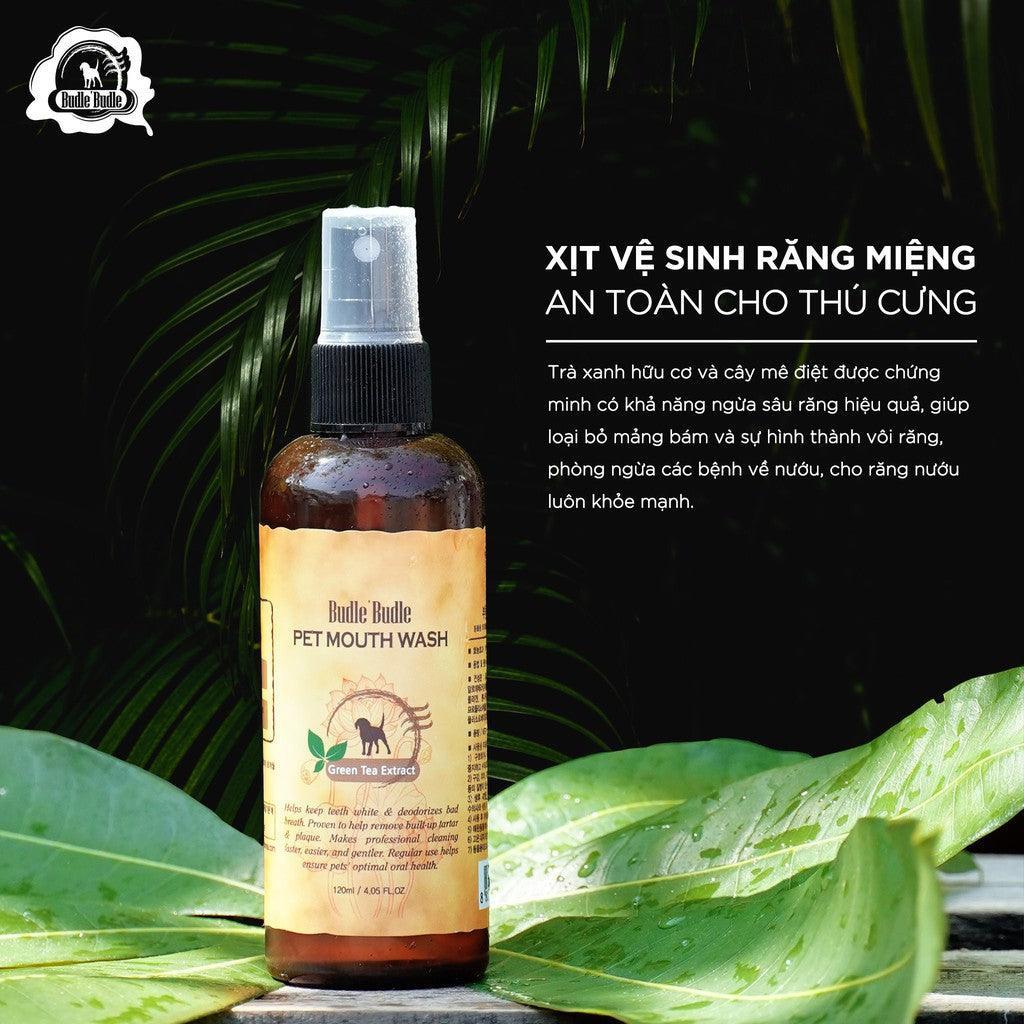 Budle'Budle
XỊT VỆ SINH RĂNG MIỆNG
AN TOÀN CHO THÚ CƯNG
Trà xanh hữu cơ và cây mê điệt được chứng
minh có khả năng ngừa sâu răng hiệu quả, giúp
loại bỏ mảng bám và sự hình thành vôi răng,
phòng ngừa các bệnh về nướu, cho răng nướu
luôn khỏe mạnh.
Budle'Budle
PET MOUTH WASH
Green Tea Extract
Helps keep teeth white & deodorizes bad
breath. Proven to help remove built-up tartar
& plaque. Makes professional cleaning
faster, easier, and gentler. Regular use helps
ensure pets' optimal oral health.
120ml / 4.05 FL.OZ